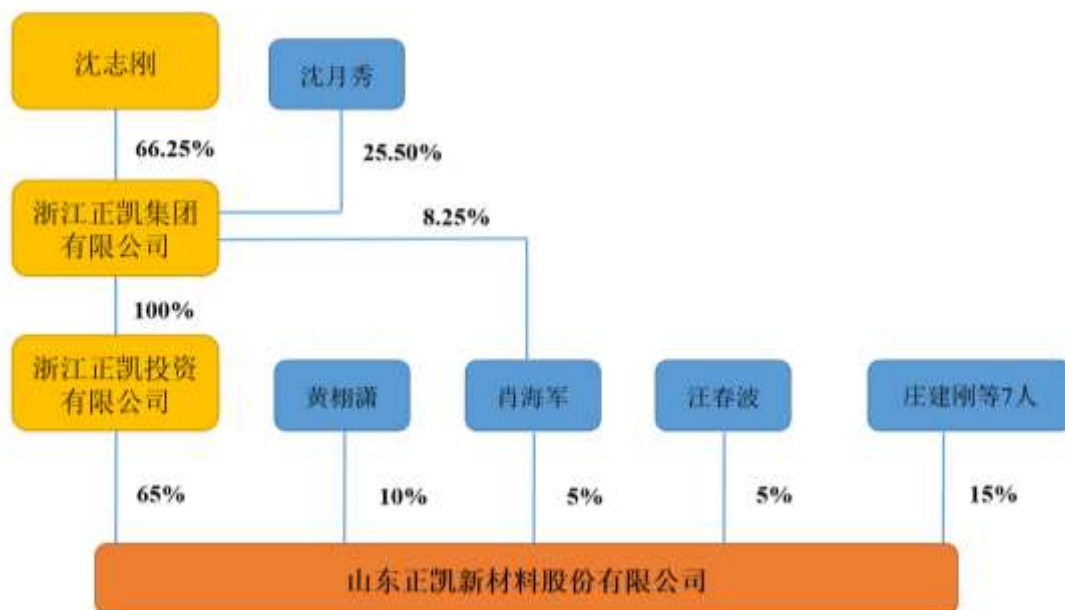 沈志刚
沈月秀
66.25%
25.50%
浙江正凯集团
有限公司
8.25%
100%
浙江正凯投资
有限公司
黄栩潇
肖海军
汪春波
庄建刚等7人
65%
10%
5%
5%
15%
山东正凯新材料股份有限公司